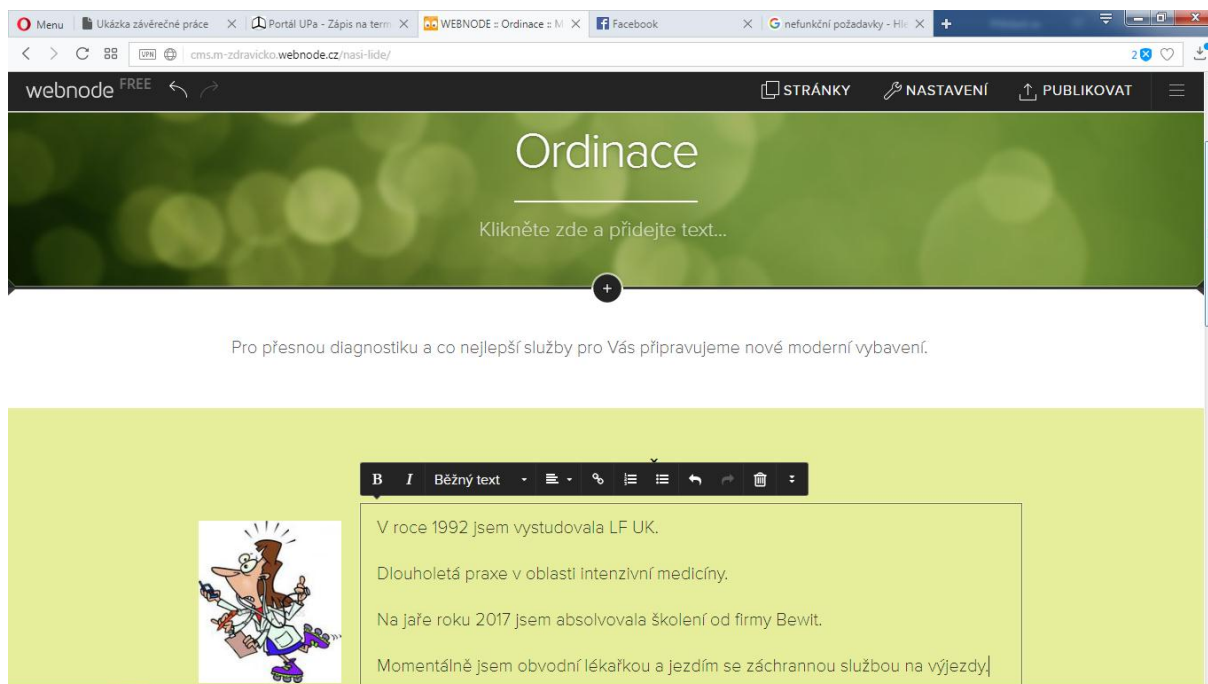 Menu
Ukázka závěrečné práce
Portál UPa - Zápis na term
WEBNODE :: Ordinace :: M
Facebook
nefunkční požadavky - Hle
VPN
cms.m-zdravicko.webnode.cz/nasi-lide/
2
webnode FREE
STRÁNKY
NASTAVENÍ
PUBLIKOVAT
Ordinace
Klikněte zde a přidejte text...
Pro přesnou diagnostiku a co nejlepší služby pro Vás připravujeme nové moderní vybavení.
B I Běžný text
V roce 1992 jsem vystudovala LF UK.
Dlouholetá praxe v oblasti intenzivní medicíny.
Na jaře roku 2017 jsem absolvovala školení od firmy Bewit.
Momentálně jsem obvodní lékařkou a jezdím se záchrannou službou na výjezdy.